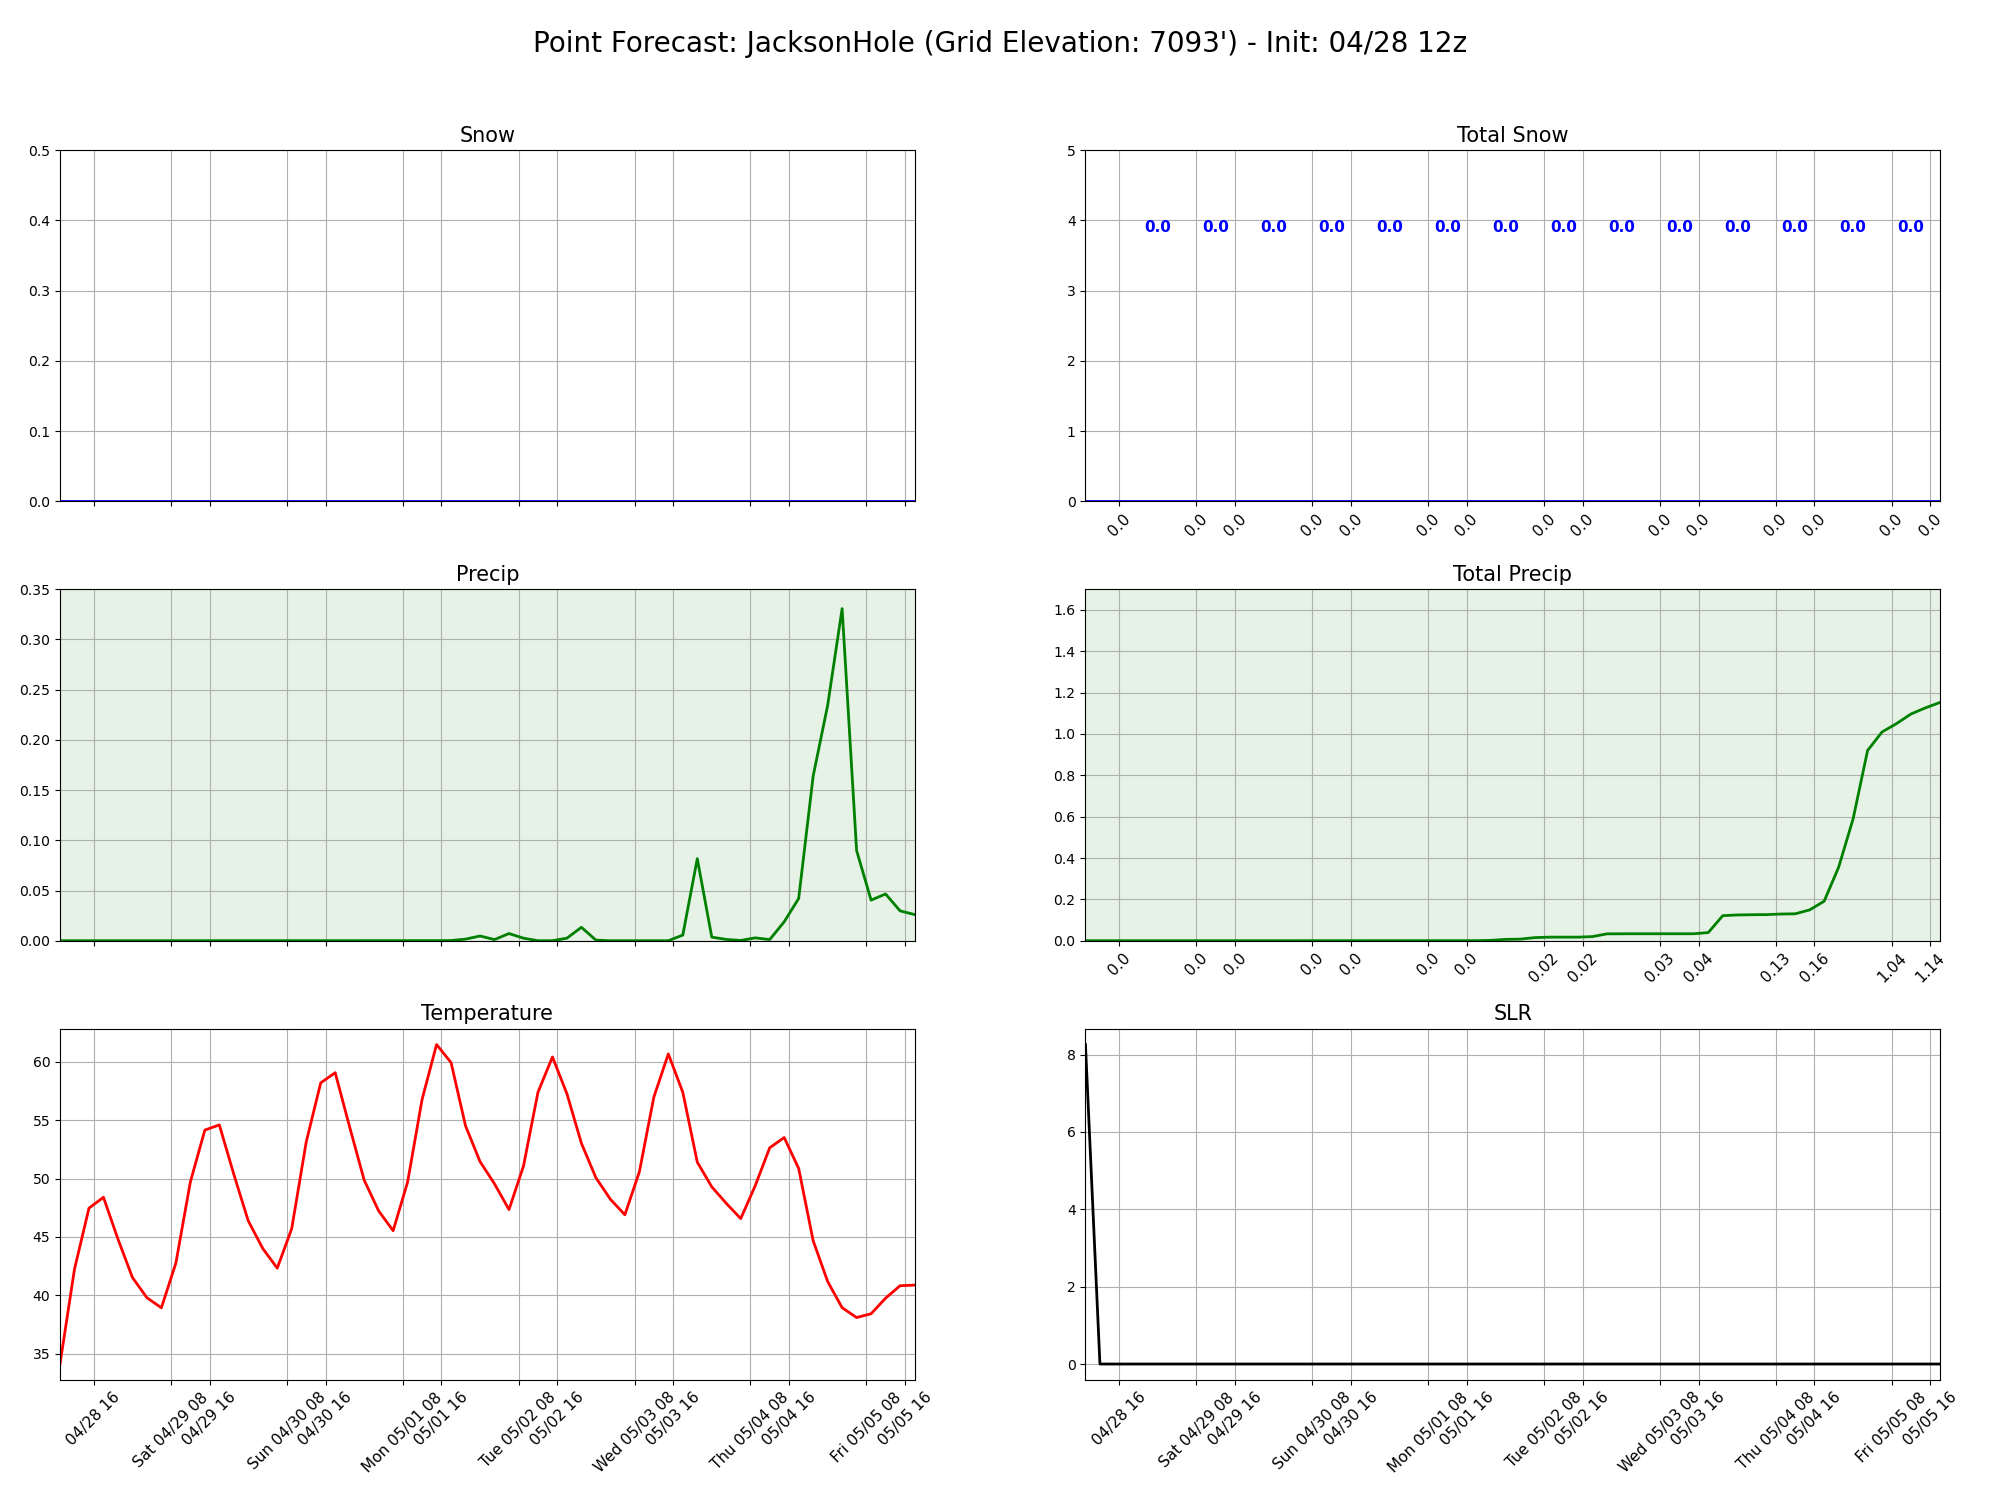 Point Forecast: JacksonHole (Grid Elevation: 7093') - Init: 04/28 12z
Snow
0.5
0.4
0.3
0.2
0.1
0.0
Total Snow
5
4
3
2
1
0
0.0 0.0 0.0 0.0 0.0 0.0 0.0 0.0 0.0 0.0 0.0 0.0 0.0 0.0
0.0 0.0 0.0 0.0 0.0 0.0 0.0 0.0 0.0 0.0 0.0 0.0 0.0 0.0 0.0
Precip
0.35
0.30
0.25
0.20
0.15
0.10
0.05
0.00
Total Precip
1.6
1.4
1.2
1.0
0.8
0.6
0.4
0.2
0.0
0.0 0.0 0.0 0.0 0.0 0.0 0.0 0.02 0.02 0.03 0.04 0.13 0.16 1.04 1.14
Temperature
60
55
50
45
40
35
04/28 16
Sat 04/29 08
04/29 16
Sun 04/30 08
04/30 16
Mon 05/01 08
05/01 16
Tue 05/02 08
05/02 16
Wed 05/03 08
05/03 16
Thu 05/04 08
05/04 16
Fri 05/05 08
05/05 16
SLR
8
6
4
2
0
04/28 16
Sat 04/29 08
04/29 16
Sun 04/30 08
04/30 16
Mon 05/01 08
05/01 16
Tue 05/02 08
05/02 16
Wed 05/03 08
05/03 16
Thu 05/04 08
05/04 16
Fri 05/05 08
05/05 16